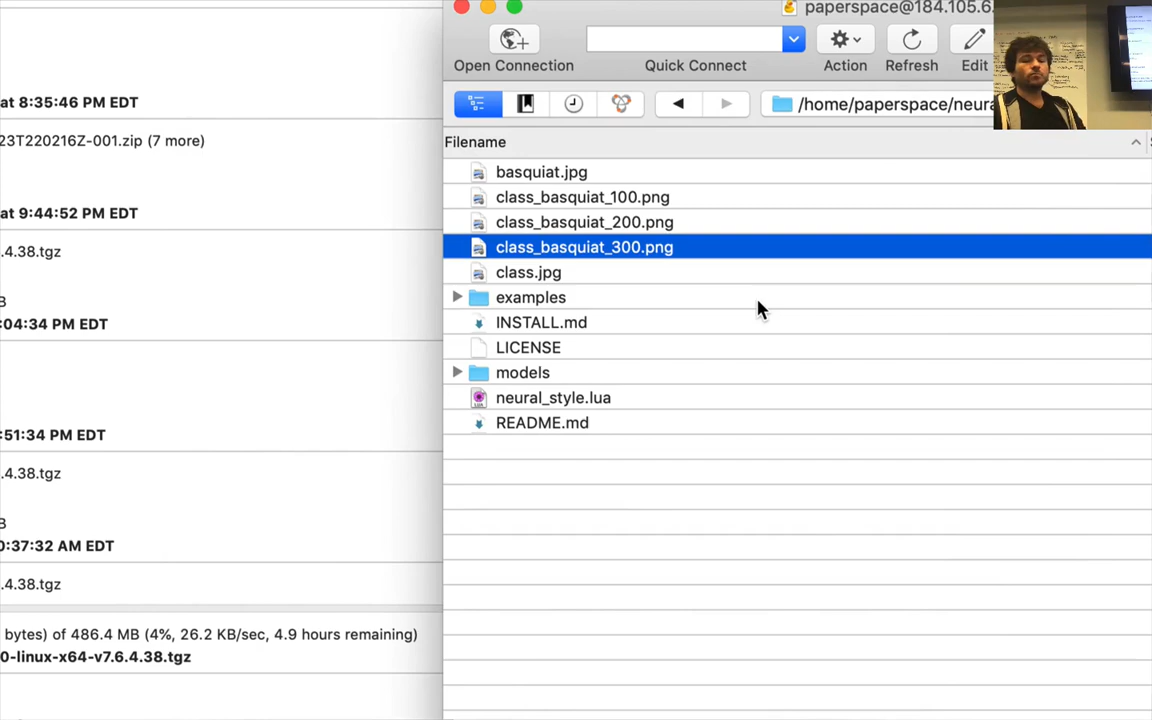 at 8:35:46 PM EDT
23T220216Z-001.zip (7 more)
at 9:44:52 PM EDT
.4.38.tgz
B
:04:34 PM EDT
:51:34 PM EDT
.4.38.tgz
B
0:37:32 AM EDT
.4.38.tgz
bytes) of 486.4 MB (4%, 26.2 KB/sec, 4.9 hours remaining)
0-linux-x64-v7.6.4.38.tgz
paperspace@184.105.6.
Open Connection
Quick Connect
Action
Refresh
Edit
/home/paperspace/neura
Filename
basquiat.jpg
class_basquiat_100.png
class_basquiat_200.png
class_basquiat_300.png
class.jpg
examples
INSTALL.md
LICENSE
models
neural_style.lua
README.md